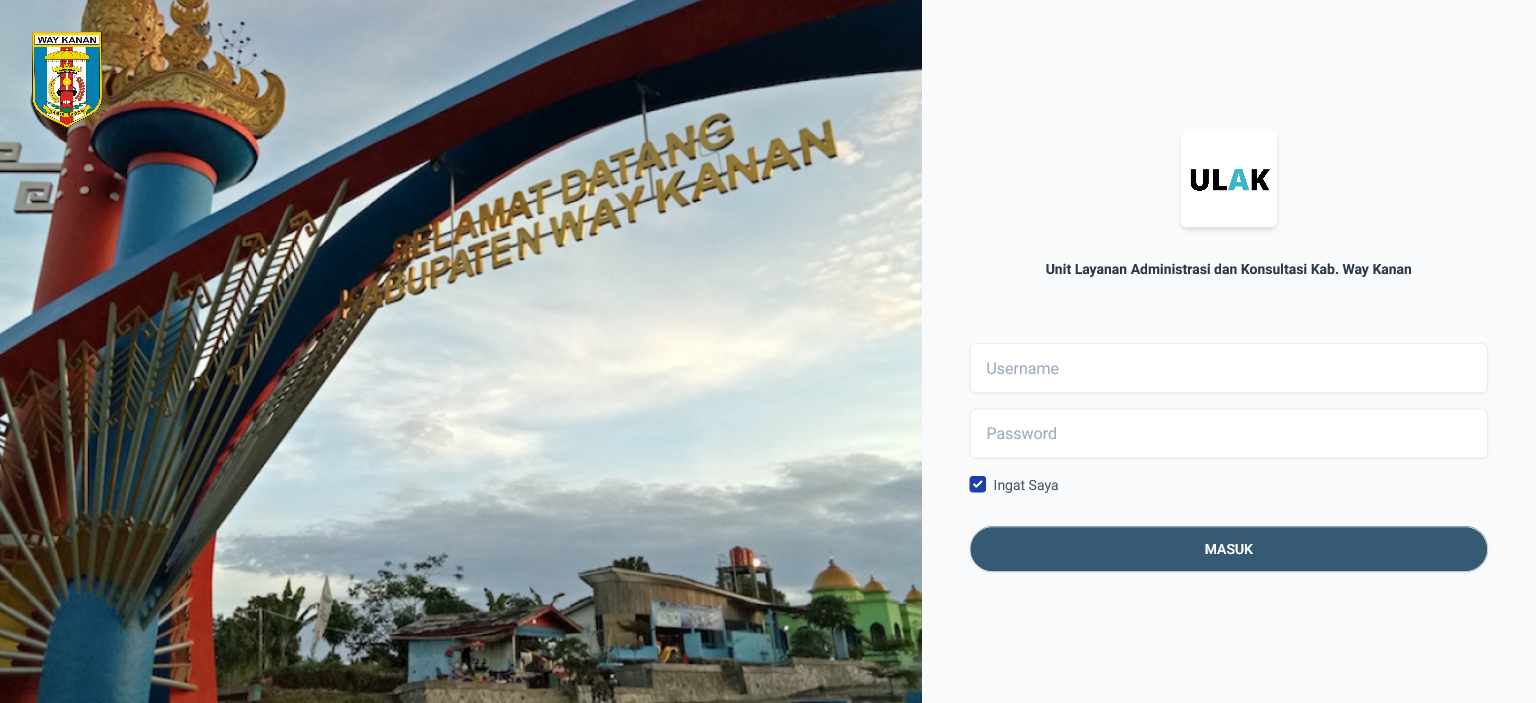 WAY KANAN
SELAMAT DATANG
KABUPATEN WAY KANAN
ULAK
Unit Layanan Administrasi dan Konsultasi Kab. Way Kanan
Username
Password
Ingat Saya
MASUK